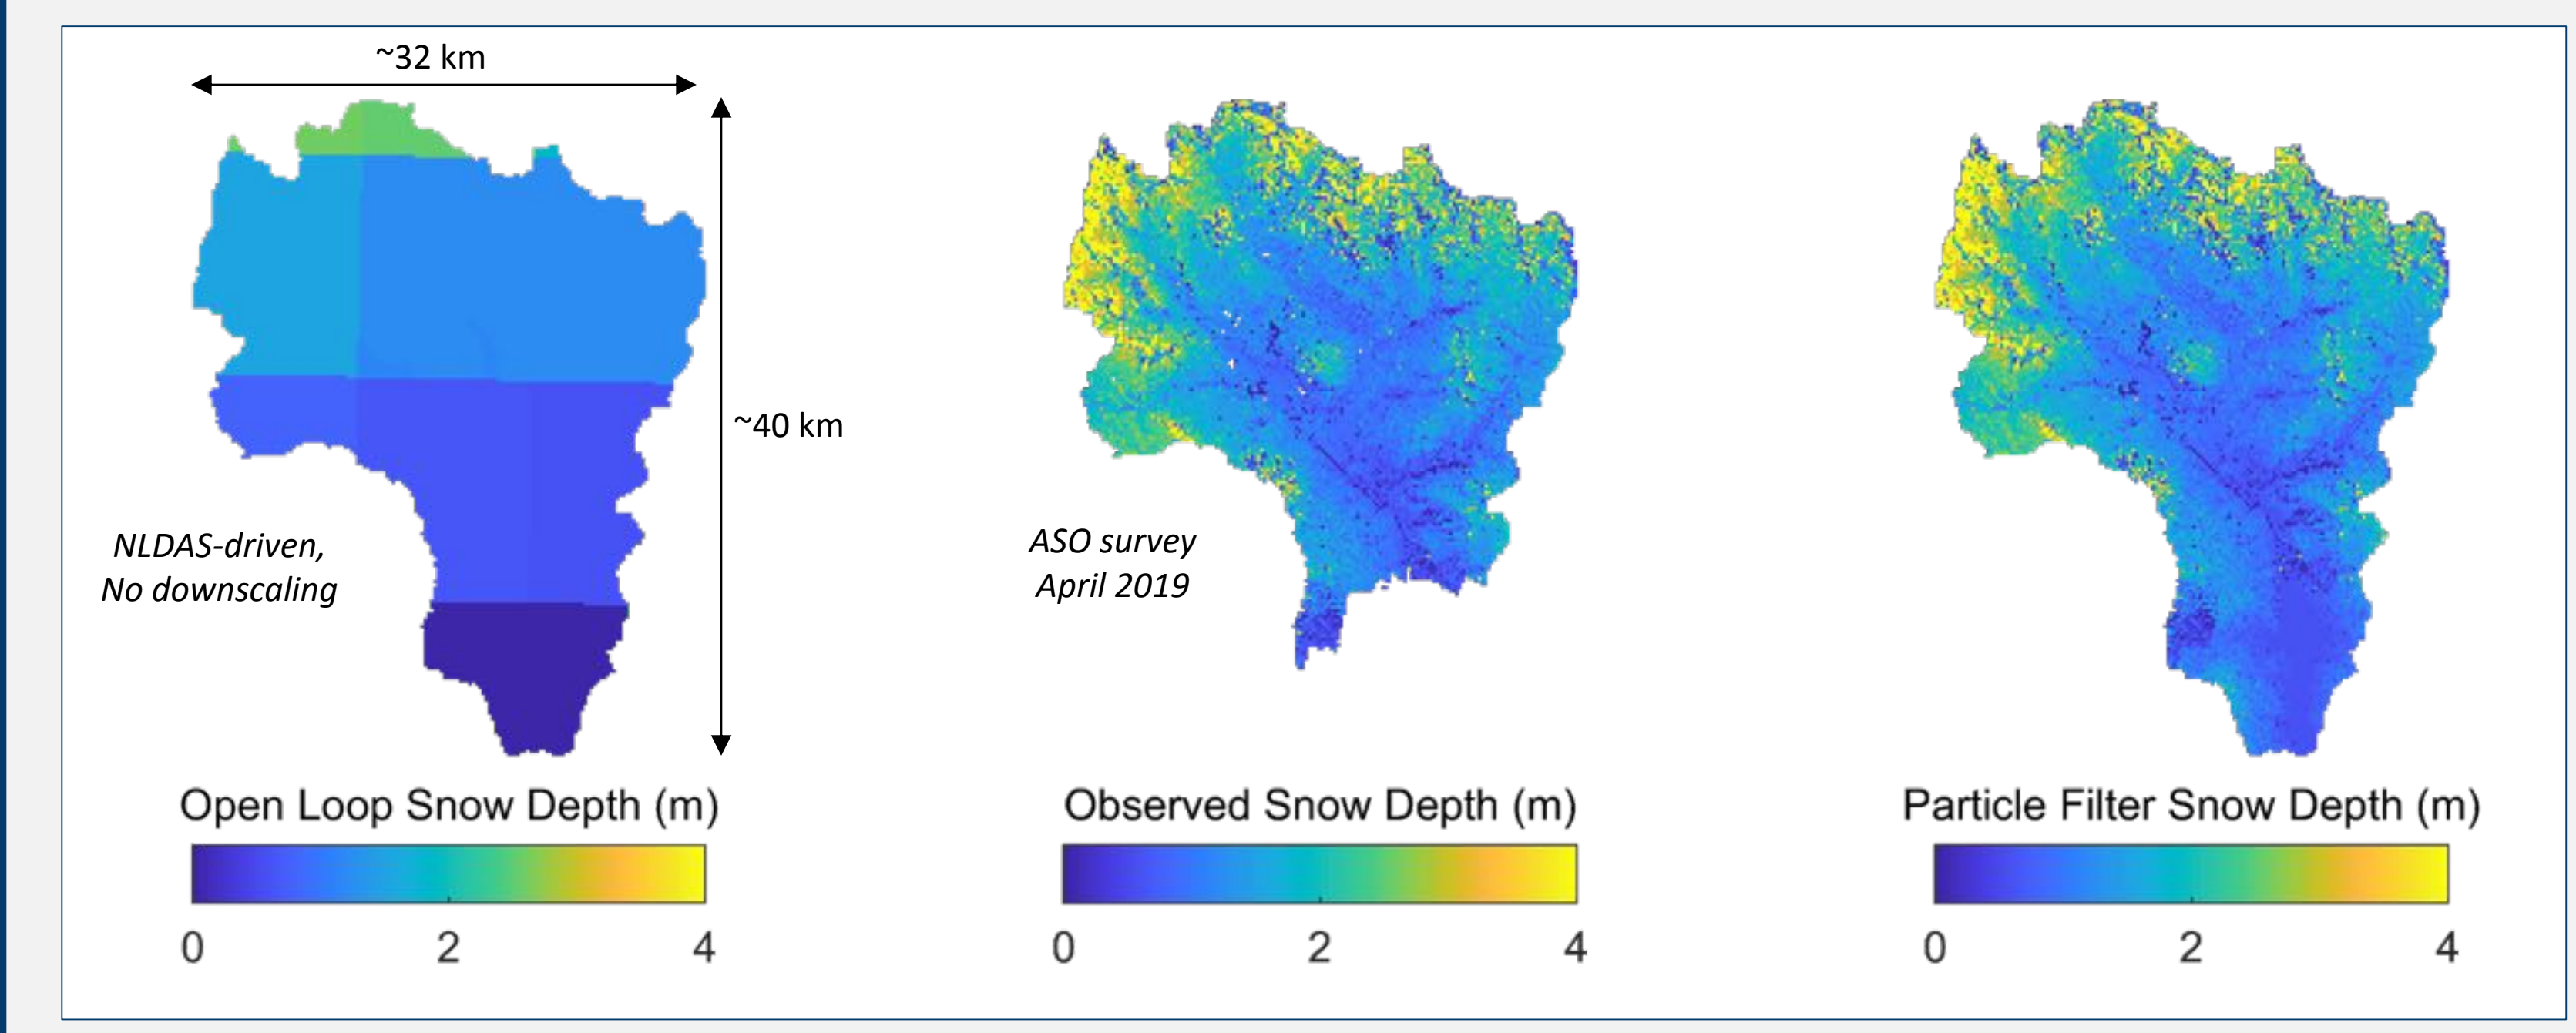 ~32 km
~40 km
NLDAS-driven,
No downscaling
ASO survey
April 2019
Open Loop Snow Depth (m)
0 2 4
Observed Snow Depth (m)
0 2 4
Particle Filter Snow Depth (m)
0 2 4